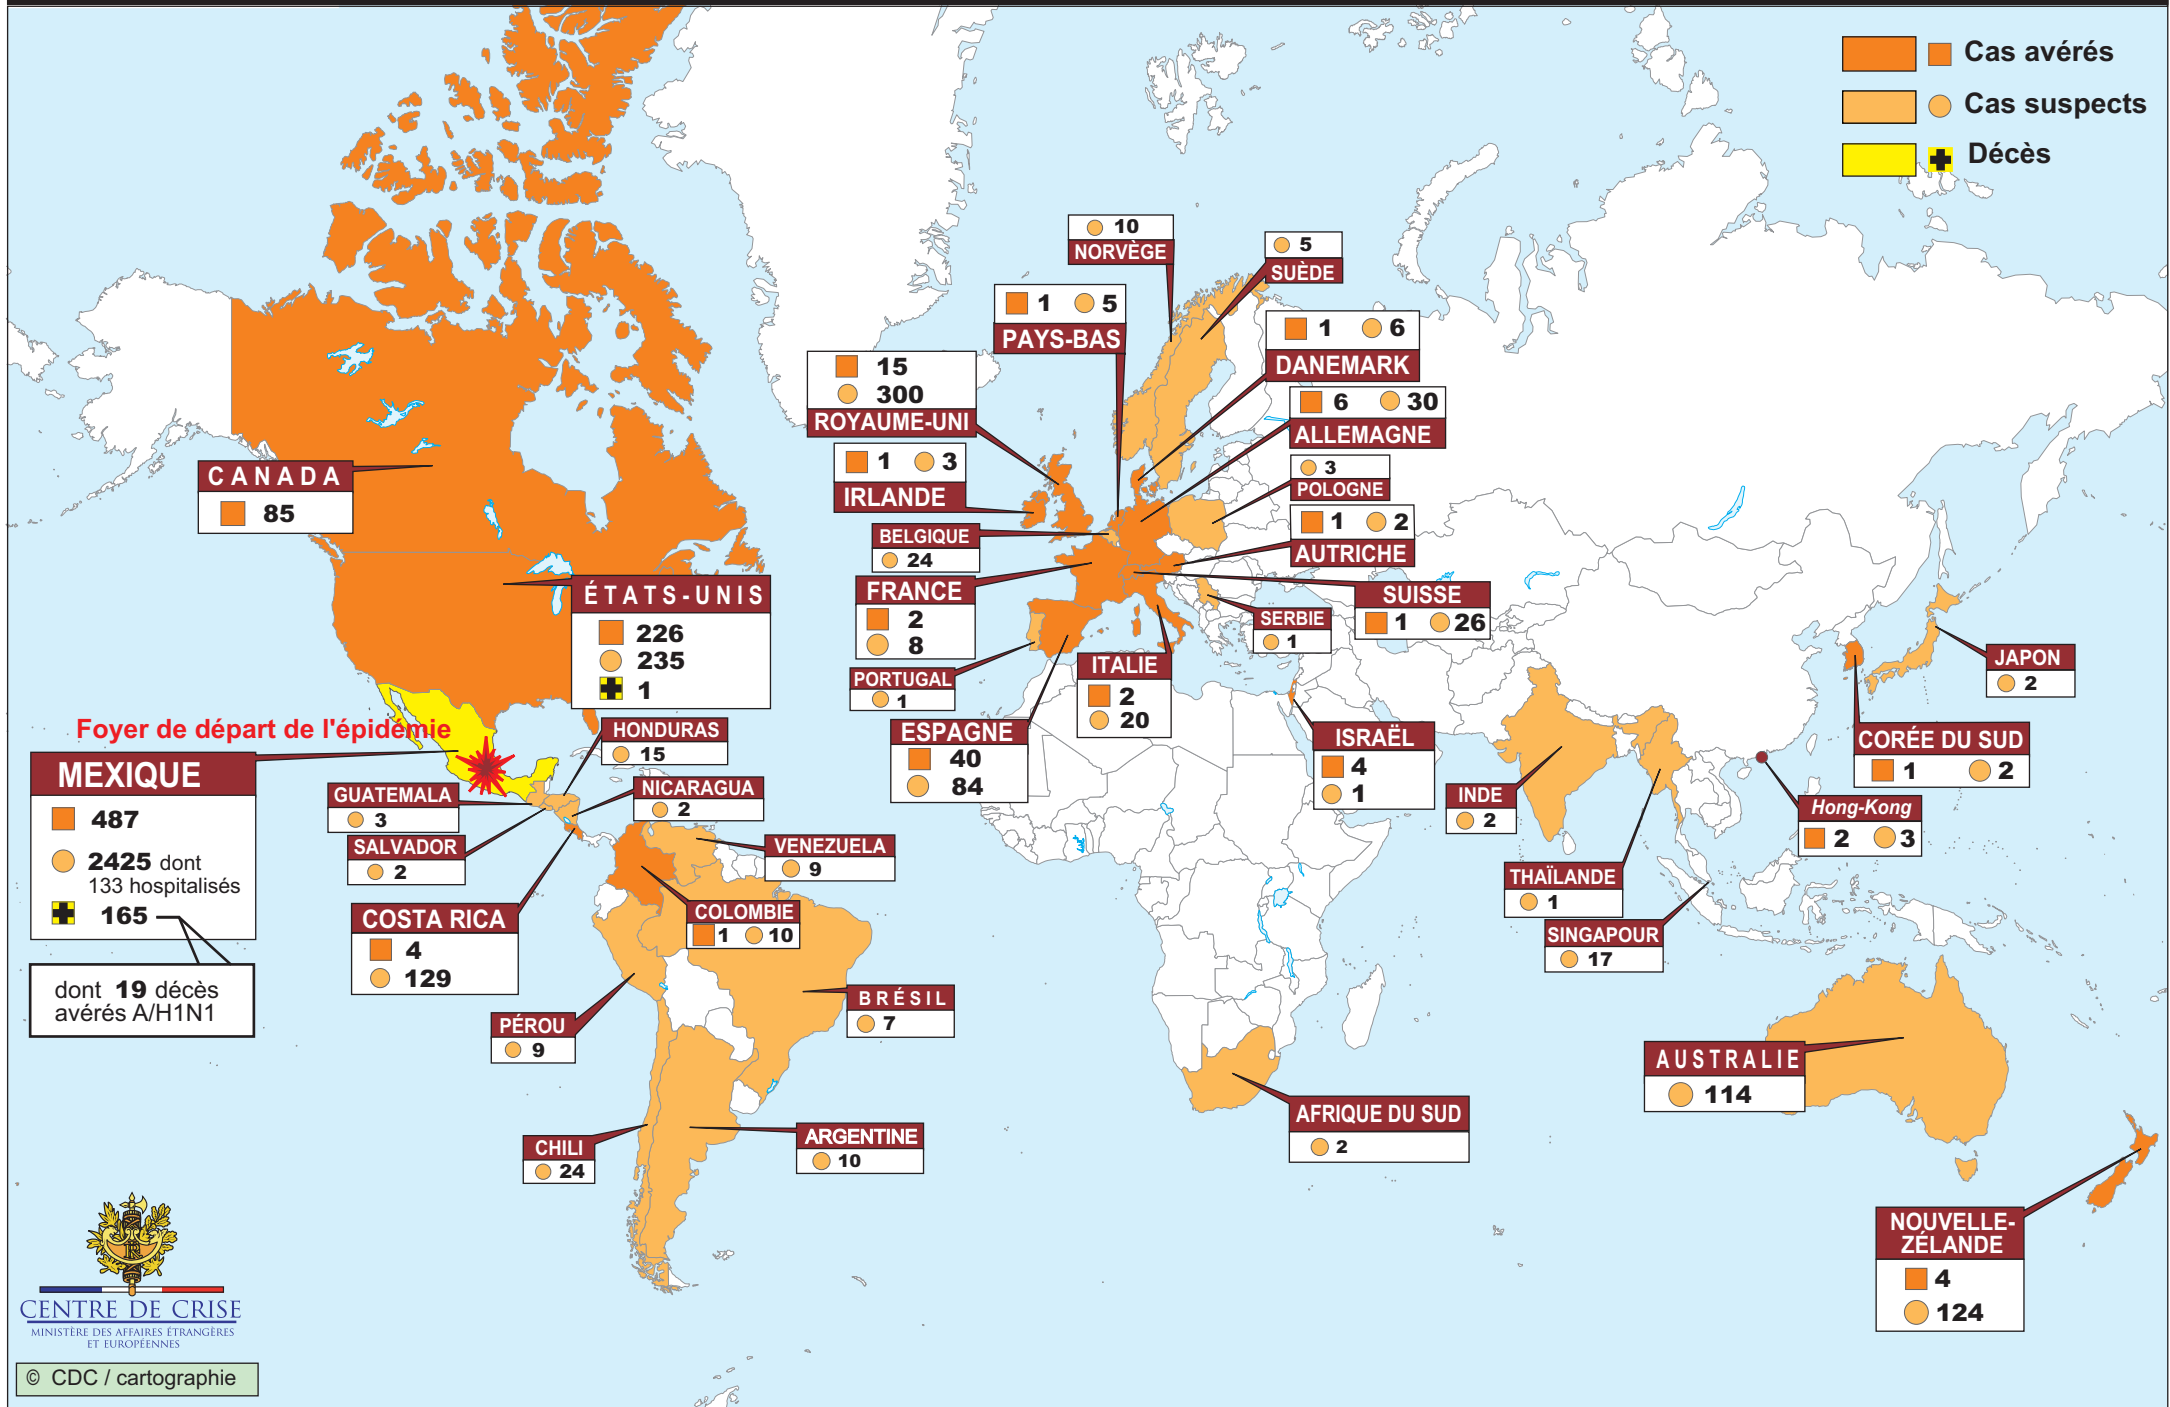 Cas avérés
Cas suspects
Décès
10
NORVÈGE
5
SUÈDE
1 5
PAYS-BAS
1 6
DANEMARK
15
300
ROYAUME-UNI
6 30
ALLEMAGNE
1 3
IRLANDE
3
POLOGNE
CANADA
85
1 2
AUTRICHE
BELGIQUE
24
ÉTATS-UNIS
226
235
1
FRANCE
2
8
SUISSE
1 26
SERBIE
1
PORTUGAL
1
ITALIE
2
20
JAPON
2
Foyer de départ de l'épidémie
MEXIQUE
487
2425 dont
133 hospitalisés
165
dont 19 décès
avérés A/H1N1
HONDURAS
15
ESPAGNE
40
84
ISRAËL
4
1
CORÉE DU SUD
1 2
GUATEMALA
3
NICARAGUA
2
INDE
2
Hong-Kong
2 3
SALVADOR
2
VENEZUELA
9
THAÏLANDE
1
COSTA RICA
4
129
COLOMBIE
1 10
SINGAPOUR
17
BRÉSIL
7
PÉROU
9
AUSTRALIE
114
AFRIQUE DU SUD
2
CHILI
24
ARGENTINE
10
NOUVELLE-
ZÉLANDE
4
124
RF
CENTRE DE CRISE
MINISTÈRE DES AFFAIRES ÉTRANGÈRES
ET EUROPÉENNES
© CDC / cartographie